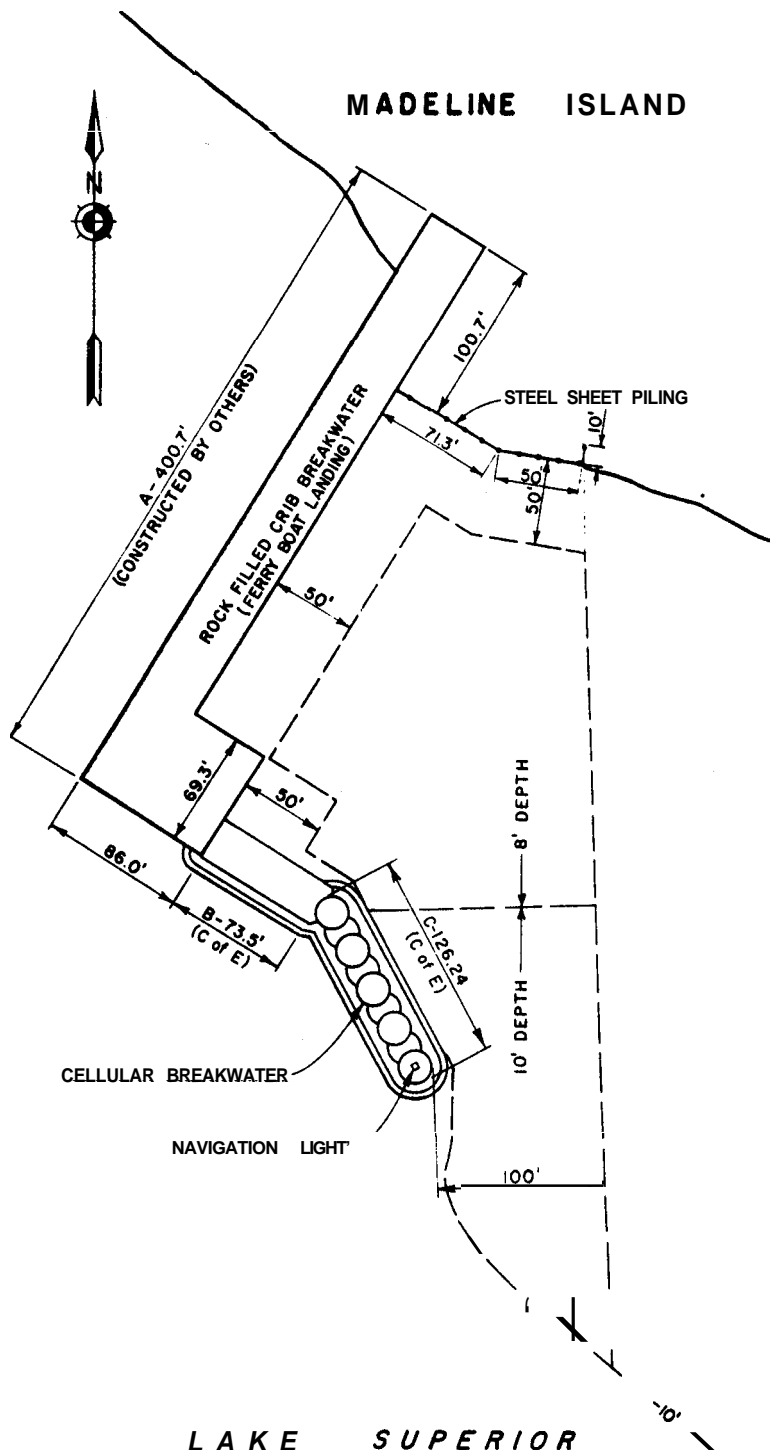 MADELINE ISLAND
N
100.7'
STEEL SHEET PILING
10'
71.3'
50'
50'
A-400.7'
(CONSTRUCTED BY OTHERS)
ROCK FILLED CRIB BREAKWATER
(FERRY BOAT LANDING)
50'
69.3'
50'
8' DEPTH
86.0'
B-73.5'
(C of E)
C-126.24
(C of E)
10' DEPTH
CELLULAR BREAKWATER
NAVIGATION LIGHT'
100'
-10'
LAKE SUPERIOR